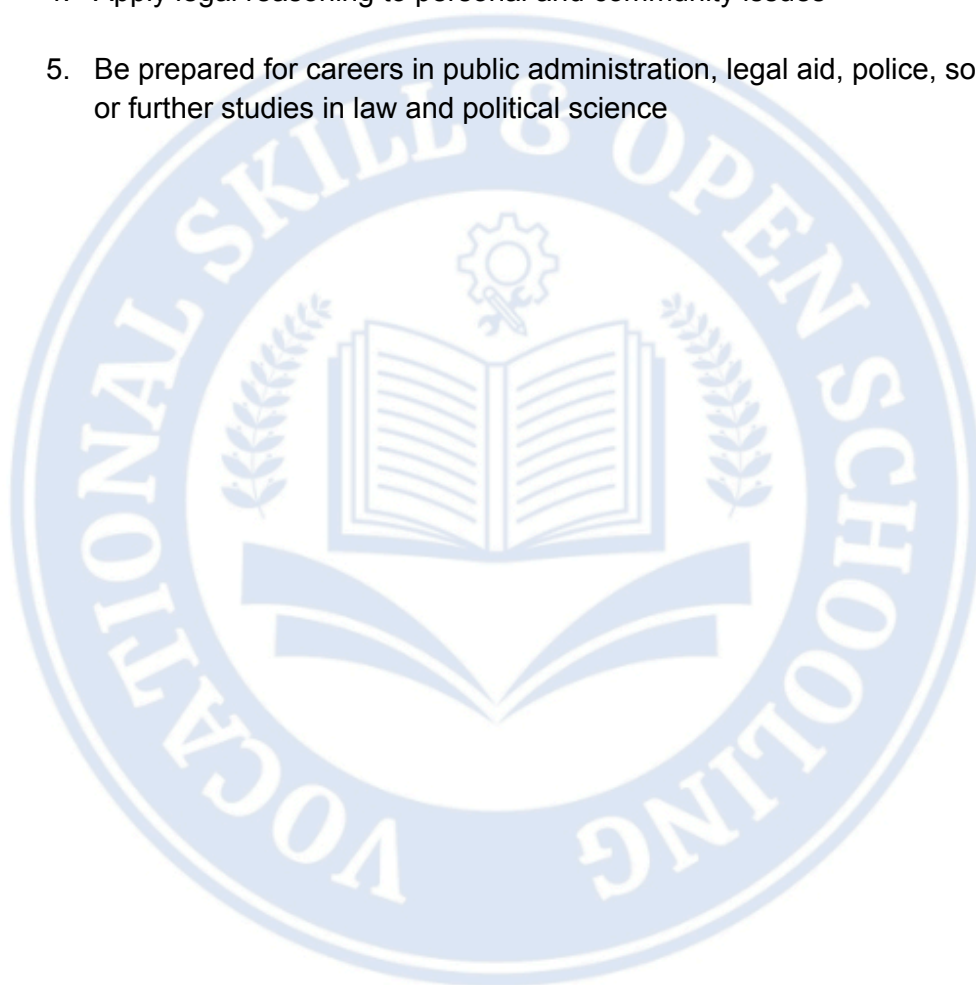 4. Apply legal reasoning to personal and community issues
5. Be prepared for careers in public administration, legal aid, police,
or further studies in law and political science
VOCATIONAL SKILL & OPEN SCHOOLING